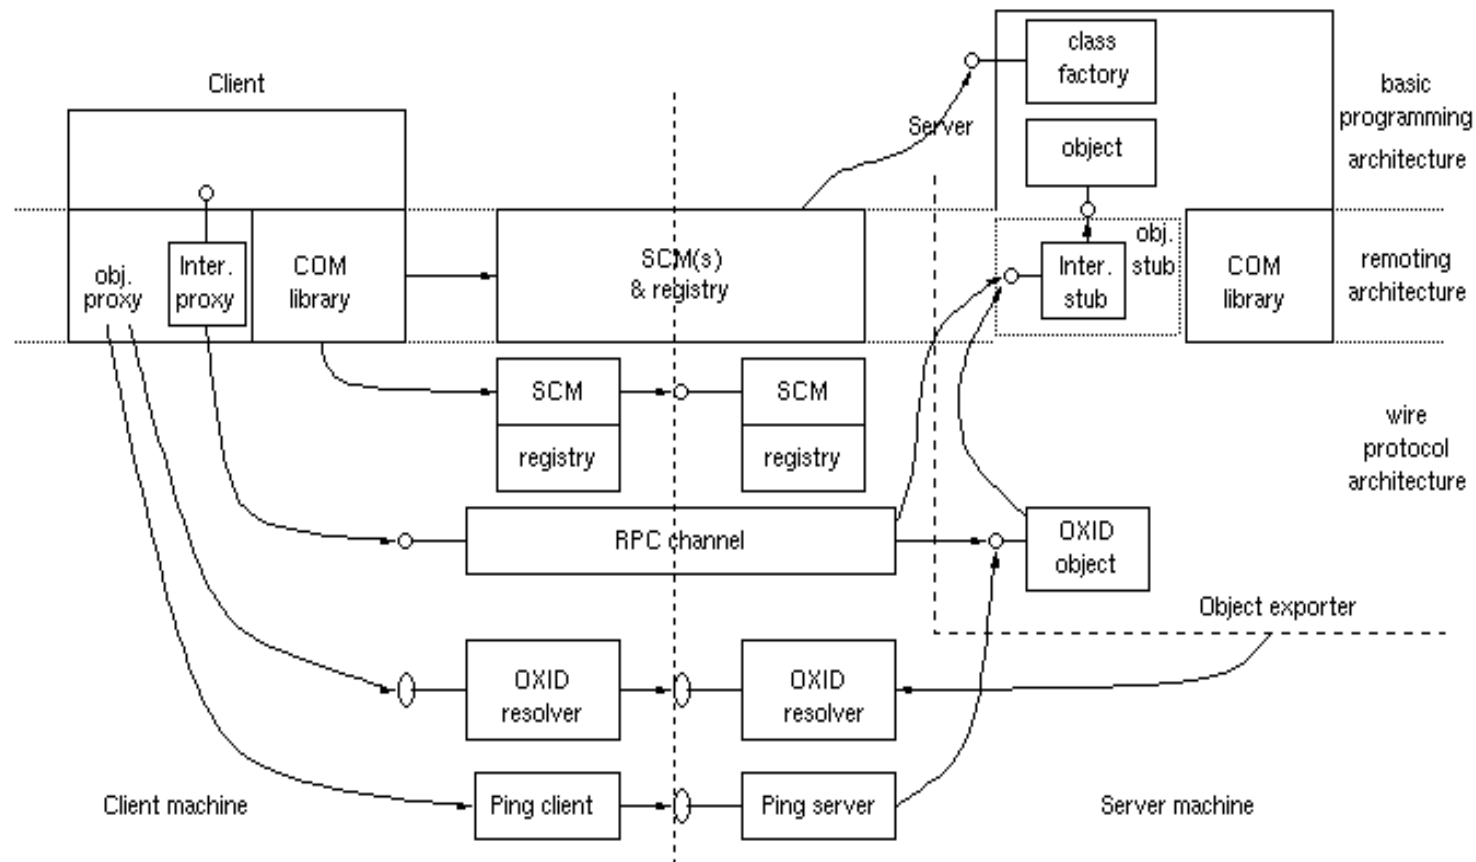 class
factory
Client
basic
programming
architecture
Server
object
obj.
proxy
Inter.
proxy
COM
library
SCM(s)
& registry
Inter.
stub
obj.
stub
COM
library
remoting
architecture
SCM
registry
SCM
registry
wire
protocol
architecture
RPC channel
OXID
object
Object exporter
OXID
resolver
OXID
resolver
Client machine
Ping client
Ping server
Server machine